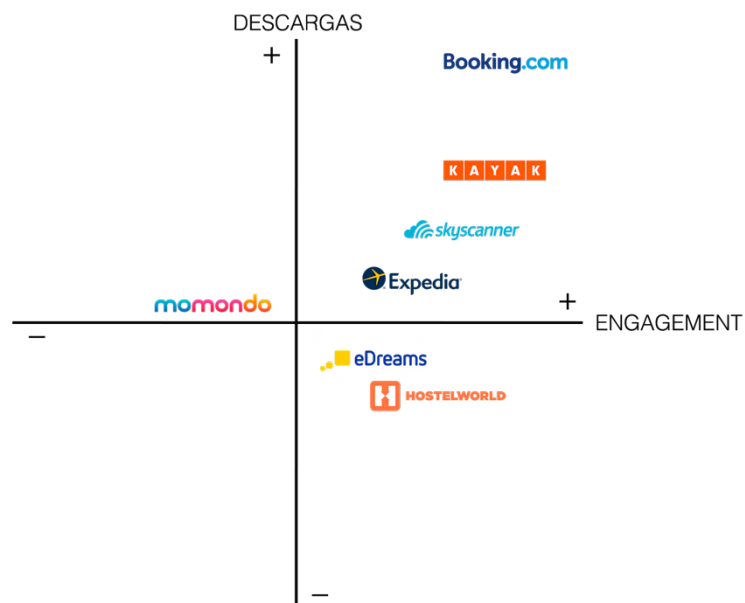 DESCARGAS
+
Booking.com
KAYAK
skyscanner
Expedia
momondo
+
ENGAGEMENT
–
eDreams
HOSTELWORLD
–